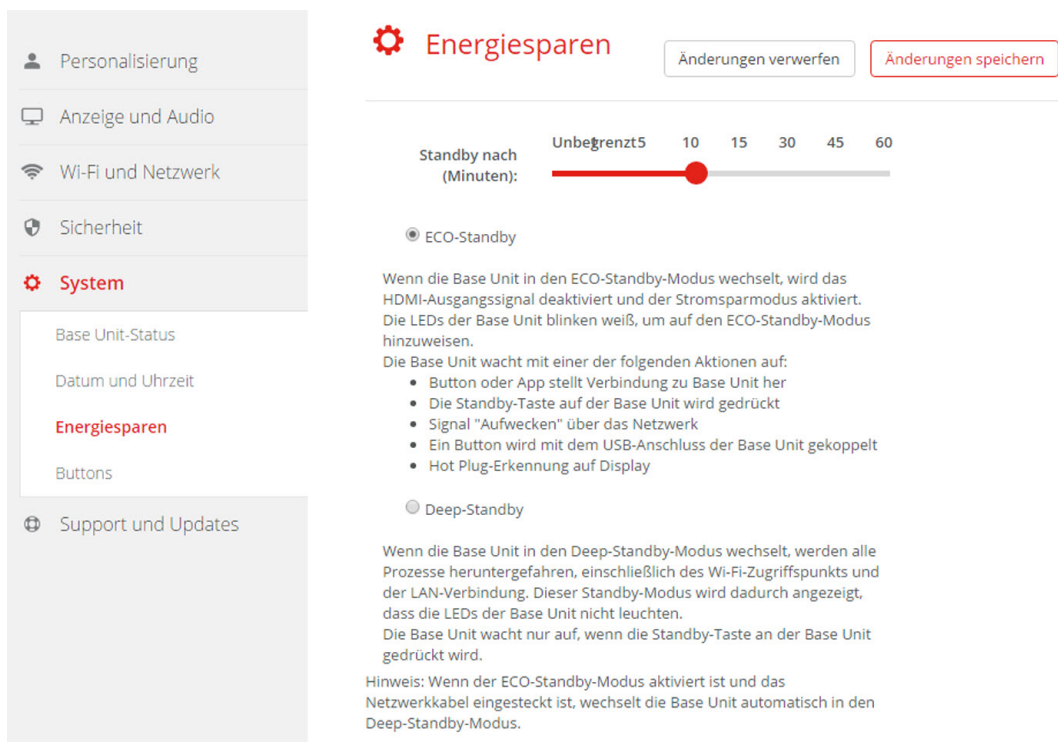 Personalisierung
Anzeige und Audio
Wi-Fi und Netzwerk
Sicherheit
System
Base Unit-Status
Datum und Uhrzeit
Energiesparen
Buttons
Support und Updates
Energiesparen
Änderungen verwerfen
Änderungen speichern
Standby nach
(Minuten):
Unbegrenzt 1 5 10 15 30 45 60
ECO-Standby
Wenn die Base Unit in den ECO-Standby-Modus wechselt, wird das
HDMI-Ausgangssignal deaktiviert und der Stromsparmodus aktiviert.
Die LEDs der Base Unit blinken weiß, um auf den ECO-Standby-Modus
hinzuweisen.
Die Base Unit wacht mit einer der folgenden Aktionen auf:
• Button oder App stellt Verbindung zu Base Unit her
• Die Standby-Taste auf der Base Unit wird gedrückt
• Signal "Aufwecken" über das Netzwerk
• Ein Button wird mit dem USB-Anschluss der Base Unit gekoppelt
• Hot Plug-Erkennung auf Display
Deep-Standby
Wenn die Base Unit in den Deep-Standby-Modus wechselt, werden alle
Prozesse heruntergefahren, einschließlich des Wi-Fi-Zugriffspunkts und
der LAN-Verbindung. Dieser Standby-Modus wird dadurch angezeigt,
dass die LEDs der Base Unit nicht leuchten.
Die Base Unit wacht nur auf, wenn die Standby-Taste an der Base Unit
gedrückt wird.
Hinweis: Wenn der ECO-Standby-Modus aktiviert ist und das
Netzwerkkabel eingesteckt ist, wechselt die Base Unit automatisch in den
Deep-Standby-Modus.